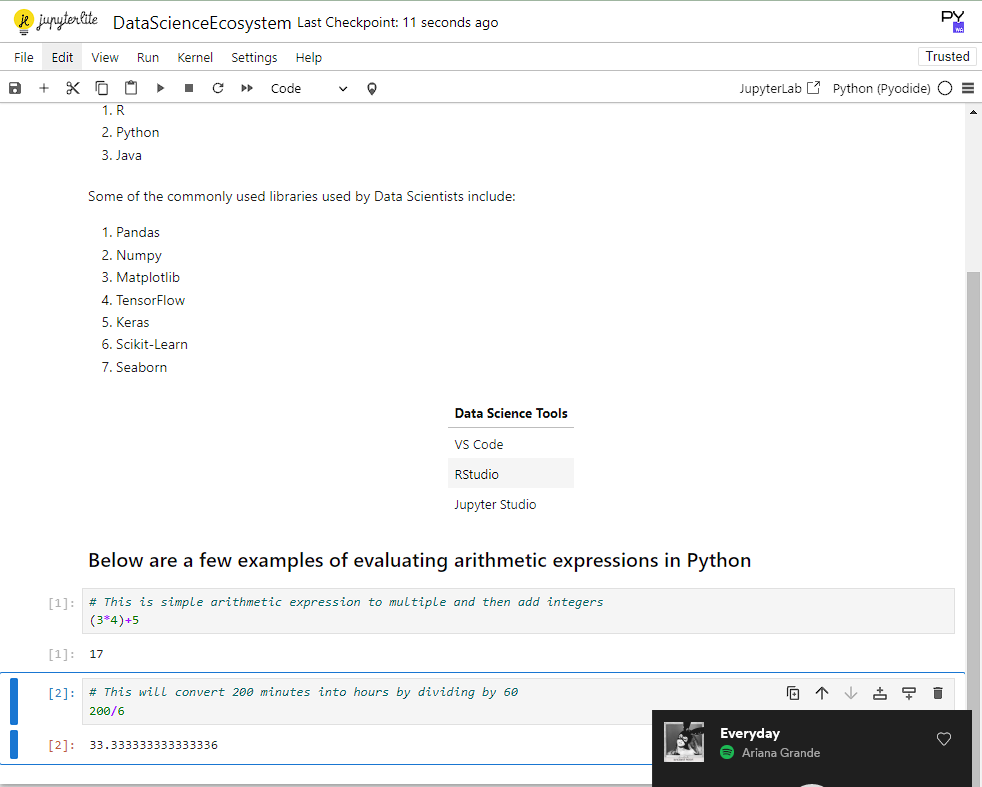 jupyterlite DataScienceEcosystem Last Checkpoint: 11 seconds ago
PY
File Edit View Run Kernel Settings Help Trusted
Code JupyterLab Python (Pyodide)
1. R
2. Python
3. Java
Some of the commonly used libraries used by Data Scientists include:
1. Pandas
2. Numpy
3. Matplotlib
4. TensorFlow
5. Keras
6. Scikit-Learn
7. Seaborn
Data Science Tools
VS Code
RStudio
Jupyter Studio
Below are a few examples of evaluating arithmetic expressions in Python
[1]: # This is simple arithmetic expression to multiple and then add integers
(3*4)+5
[1]: 17
[2]: # This will convert 200 minutes into hours by dividing by 60
200/6
[2]: 33.333333333333336
Everyday
Ariana Grande